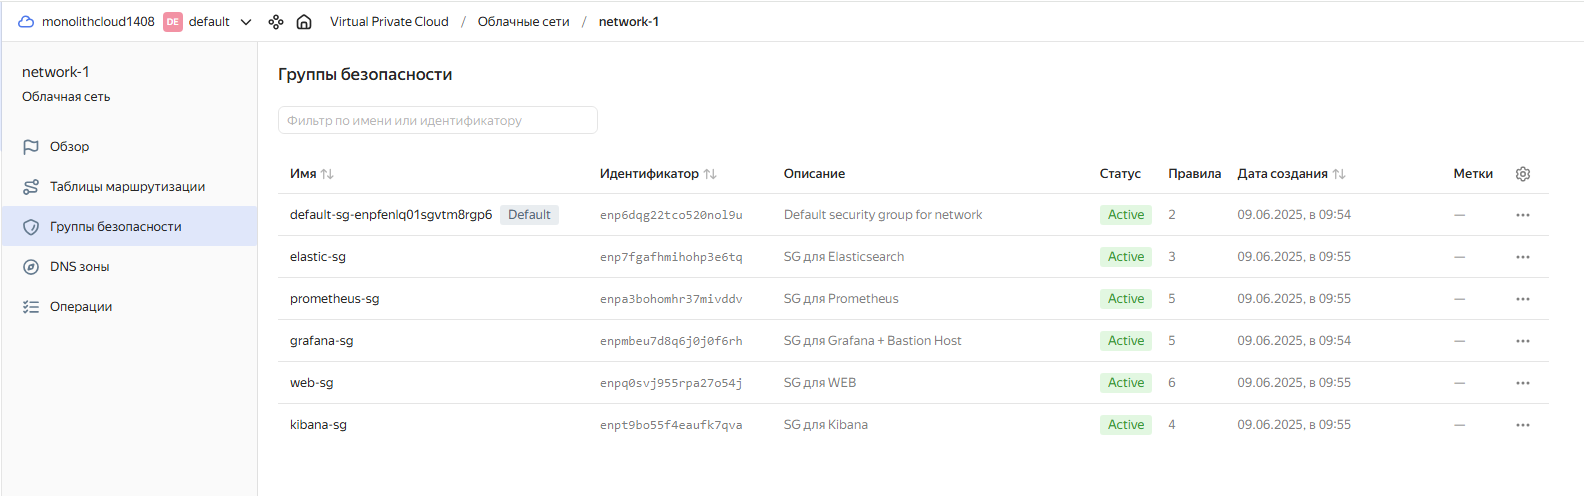 monolithcloud1408 DE default Virtual Private Cloud / Облачные сети / network-1
network-1
Облачная сеть
Обзор
Таблицы маршрутизации
Группы безопасности
DNS зоны
Операции
Группы безопасности
Фильтр по имени или идентификатору
Имя Идентификатор Описание Статус Правила Дата создания Метки
default-sg-enpfenlq01sgvtm8rgp6 Default enp6dqg22tco520nol9u Default security group for network Active 2 09.06.2025, в 09:54 —
elastic-sg enp7fgafhmihohp3e6tq SG для Elasticsearch Active 3 09.06.2025, в 09:55 —
prometheus-sg enpa3bohomhr37mivddv SG для Prometheus Active 5 09.06.2025, в 09:55 —
grafana-sg enpmbeu7d8q6j0j0f6rh SG для Grafana + Bastion Host Active 5 09.06.2025, в 09:54 —
web-sg enpq0svj955rpa27o54j SG для WEB Active 6 09.06.2025, в 09:55 —
kibana-sg enpt9bo55f4eaufk7qva SG для Kibana Active 4 09.06.2025, в 09:55 —